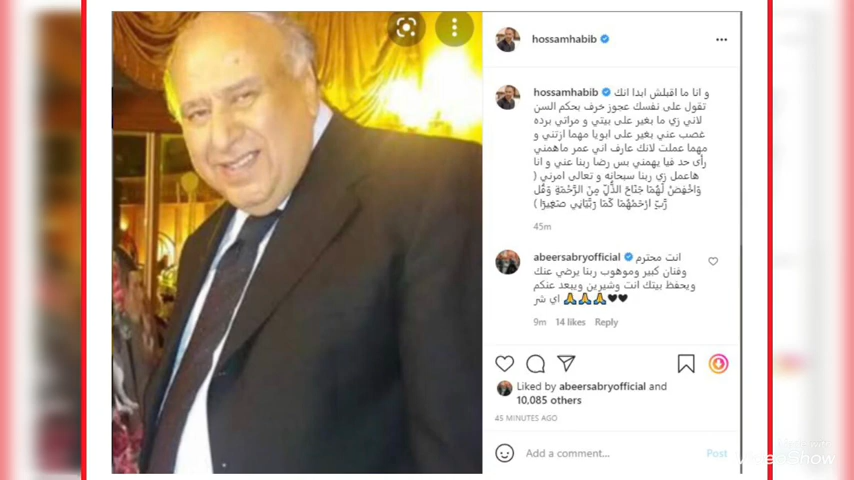 hossamhabib
hossamhabib و انا ما اقبلش ابدا انك
تقول على نفسك عجوز خرف بحكم السن
لاني زي ما بغير على بيتي و مراتي برده
غصب عني بغير على ابويا مهما ازتني و
مهما عملت لانك عارف اني عمر ماهمني
رأى حد فيا يهمني بس رضا ربنا عني و انا
هاعمل زي ربنا سبحانه و تعالى امرني (
وَاخْفِضْ لَهُمَا جَنَاحَ الذُّلِّ مِنَ الرَّحْمَةِ وَقُل
رَّبِّ ارْحَمْهُمَا كَمَا رَبَّيَانِي صَغِيرًا )
45m
abeersabryofficial انت محترم
وفنان كبير وموهوب ربنا يرضي عنك
ويحفظ بيتك انت وشيرين ويبعد عنكم
اي شر 🙏🙏🙏🖤🖤
9m 14 likes Reply
Liked by abeersabryofficial and
10,085 others
45 MINUTES AGO
Add a comment... Post